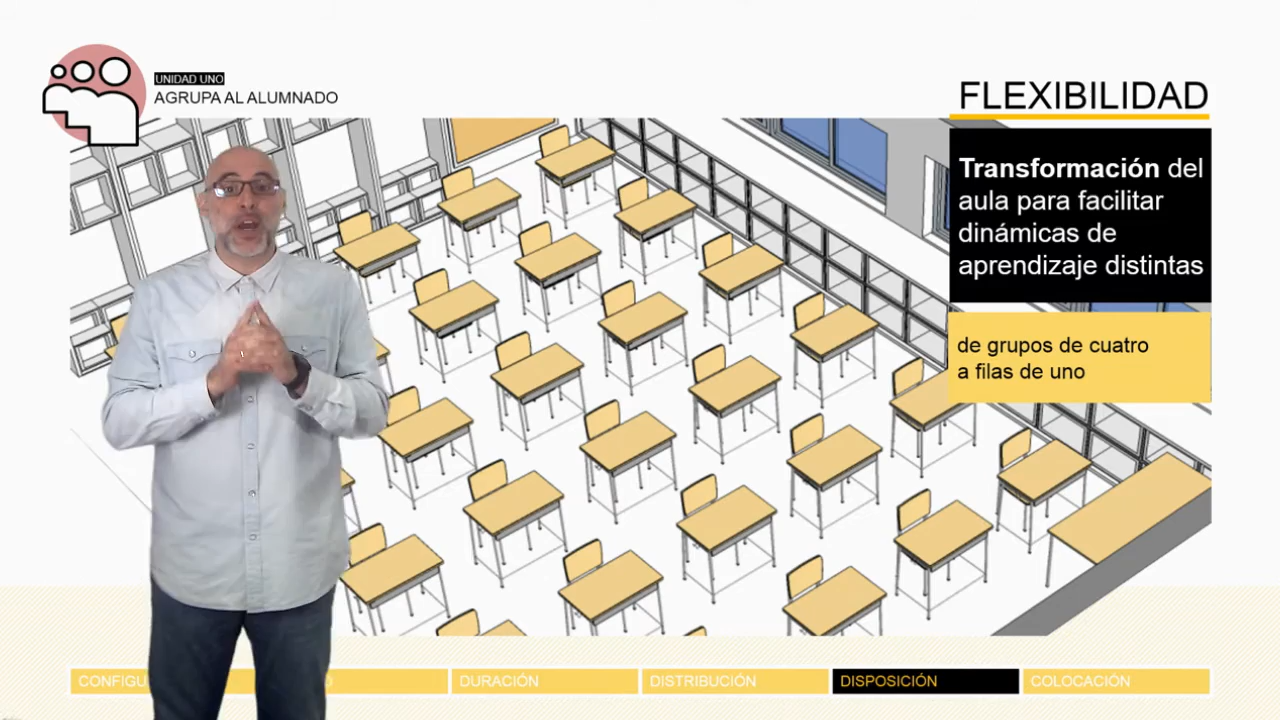 UNIDAD UNO
AGRUPA AL ALUMNADO
FLEXIBILIDAD
Transformación del
aula para facilitar
dinámicas de
aprendizaje distintas
de grupos de cuatro
a filas de uno
DURACIÓN
DISTRIBUCIÓN
DISPOSICIÓN
COLOCACIÓN